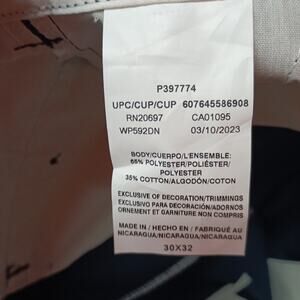 P397774
UPC/CUP/CUP 607645586908
RN20697 CA01095
WP592DN 03/10/2023
BODY/CUERPO/L'ENSEMBLE:
65% POLYESTER/POLIÉSTER/
POLYESTER
35% COTTON/ALGODÓN/COTON
EXCLUSIVE OF DECORATION/TRIMMINGS
EXCLUSIVO PARA DECORACIÓN/ADORNOS
ORNEMENT ET GARNITURE NON COMPRIS
MADE IN / HECHO EN / FABRIQUÉ AU
NICARAGUA/NICARAGUA/NICARAGUA
30X32